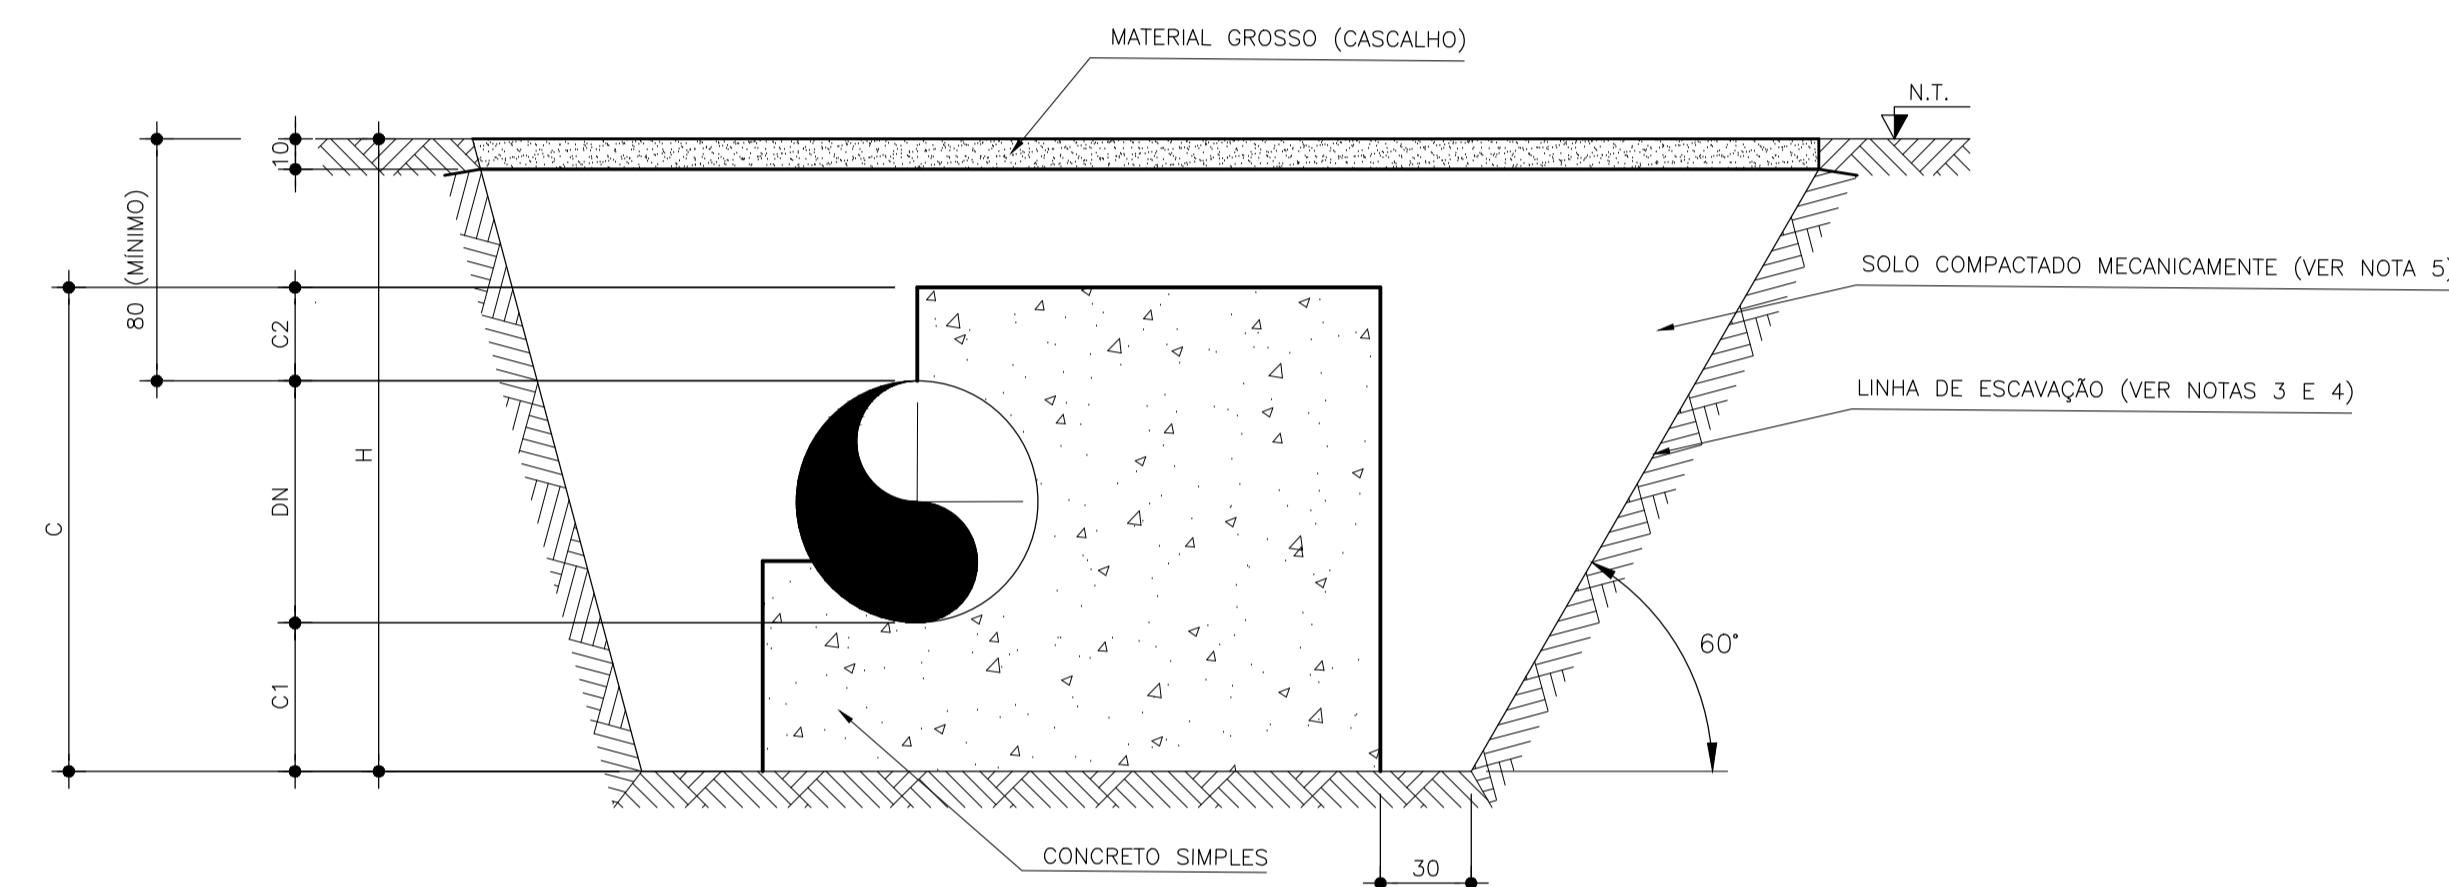 MATERIAL GROSSO (CASCALHO)
N.T.
10
80 (MÍNIMO)
SOLO COMPACTADO MECANICAMENTE (VER NOTA 5)
C2
LINHA DE ESCAVAÇÃO (VER NOTAS 3 E 4)
H
DN
C
60°
C1
CONCRETO SIMPLES
30